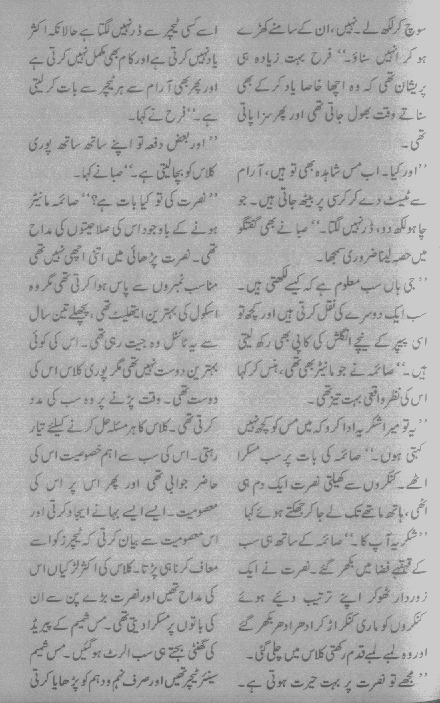 سوچ کر لکھ لے۔ نہیں، ان کے سامنے کھڑے
ہو کر انہیں سناؤ۔‘‘ فرح بہت زیادہ ہی
پریشان تھی کہ وہ اچھا خاصا یاد کر کے بھی
سناتے وقت بھول جاتی تھی اور پھر سزا پاتی
تھی۔
’’اور کیا۔ اب مس شاہدہ بھی تو ہیں، آرام
سے ٹیسٹ دے کر کرسی پر بیٹھ جاتی ہیں۔ جو
چاہو لکھ دو، ڈر نہیں لگتا۔‘‘ صبا نے بھی گفتگو
میں حصہ لینا ضروری سمجھا۔
’’جی ہاں سب معلوم ہے کہ کیسے لکھتی ہیں۔
سب ایک دوسرے کی نقل کرتی ہیں اور کچھ تو
اسی پیپر کے نیچے انگلش کی کاپی بھی رکھ لیتی
ہیں۔‘‘ صائمہ نے جو مانیٹر بھی تھی، ہنس کر کہا
اس کی نظر واقعی بہت تیز تھی۔
’’یہ تو میرا شکریہ ادا کرو کہ میں مس کو کچھ نہیں
کہتی ہوں۔‘‘ صائمہ کی بات پر سب مسکرا
اٹھے۔ کنکروں سے کھیلتی نصرت ایک دم ہی
اٹھی، ہاتھ ماتھے تک لے جا کر جھکتے ہوئے کہا
’’شکریہ آپ کا۔‘‘ صائمہ کے ساتھ ہی سب
کے قہقہے فضا میں بکھر گئے۔ نصرت نے ایک
زوردار ٹھوکر اپنے ترتیب دیئے ہوئے
کنکروں کو ماری کنکر اڑ کر ادھر ادھر بکھر گئے
اور وہ لمبے لمبے قدم رکھتی کلاس میں چلی گئی۔
’’مجھے تو نصرت پر بہت حیرت ہوتی ہے۔
اسے کسی ٹیچر سے ڈر نہیں لگتا ہے حالانکہ اکثر
یاد نہیں کرتی ہے اور کام بھی مکمل نہیں کرتی ہے
اور پھر بھی آرام سے ہر ٹیچر سے بات کر لیتی
ہے۔‘‘ فرح نے کہا۔
’’اور بعض دفعہ تو اپنے ساتھ ساتھ پوری
کلاس کو بچا لیتی ہے۔‘‘ صبا نے کہا۔
’’نصرت کی تو کیا بات ہے؟‘‘ صائمہ مانیٹر
ہونے کے باوجود اس کی صلاحیتوں کی مداح
تھی۔ نصرت پڑھائی میں اتنی اچھی نہیں تھی
مناسب نمبروں سے پاس ہوا کرتی تھی مگر وہ
اسکول کی بہترین ایتھلیٹ تھی، پچھلے تین سال
سے یہ ٹائٹل وہ جیت رہی تھی۔ اس کی کوئی
بہترین دوست نہیں تھی مگر پوری کلاس اس کی
دوست تھی۔ وقت پڑنے پر وہ سب کی مدد
کرتی تھی۔ کلاس کا ہر مسئلہ حل کرنے کیلئے تیار
رہتی۔ اس کی سب سے اہم خصوصیت اس کی
حاضر جوابی تھی اور پھر اس پر اس کی
معصومیت۔ ایسے ایسے بہانے ایجاد کرتی اور
اس معصومیت سے بیان کرتی کہ ٹیچرز کو اسے
معاف کرنا ہی پڑتا۔ کلاس کی اکثر لڑکیاں اس
کی مداح تھیں اور نصرت بڑے پن سے ان
کی باتوں پر مسکرا دیتی تھی۔ مس شمیم کے پیریڈ
کی گھنٹی بجتے ہی سب الرٹ ہو گئیں۔ مس شمیم
سینئر ٹیچر تھیں اور صرف نہم و دہم کو پڑھایا کرتی